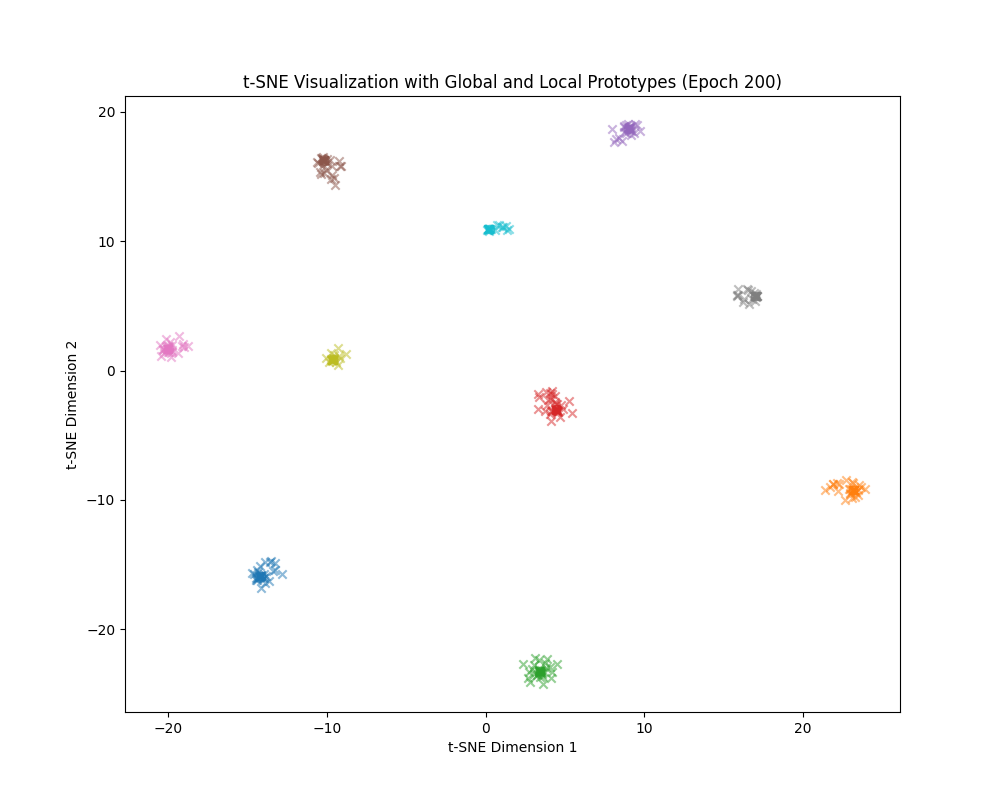 t-SNE Visualization with Global and Local Prototypes (Epoch 200)
20
10
0
−10
−20
t-SNE Dimension 2
−20 −10 0 10 20
t-SNE Dimension 1